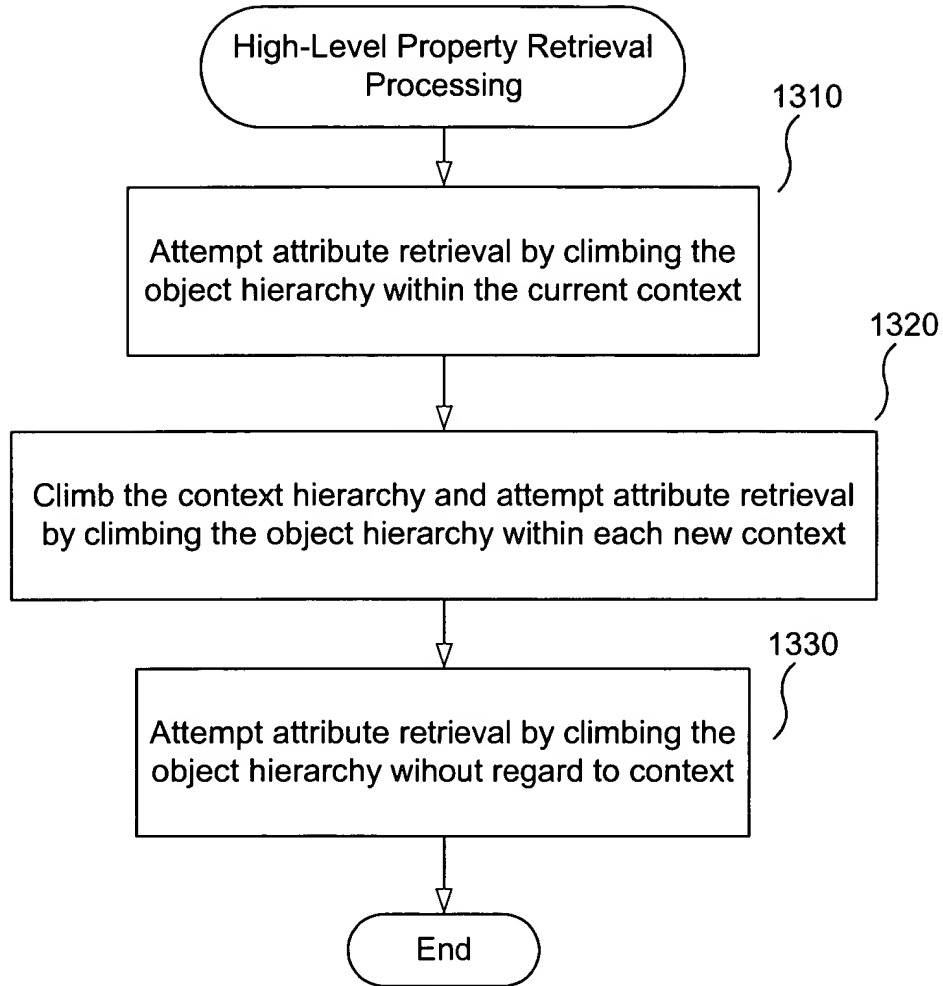 High-Level Property Retrieval
Processing
1310
Attempt attribute retrieval by climbing the
object hierarchy within the current context
1320
Climb the context hierarchy and attempt attribute retrieval
by climbing the object hierarchy within each new context
1330
Attempt attribute retrieval by climbing the
object hierarchy wihout regard to context
End